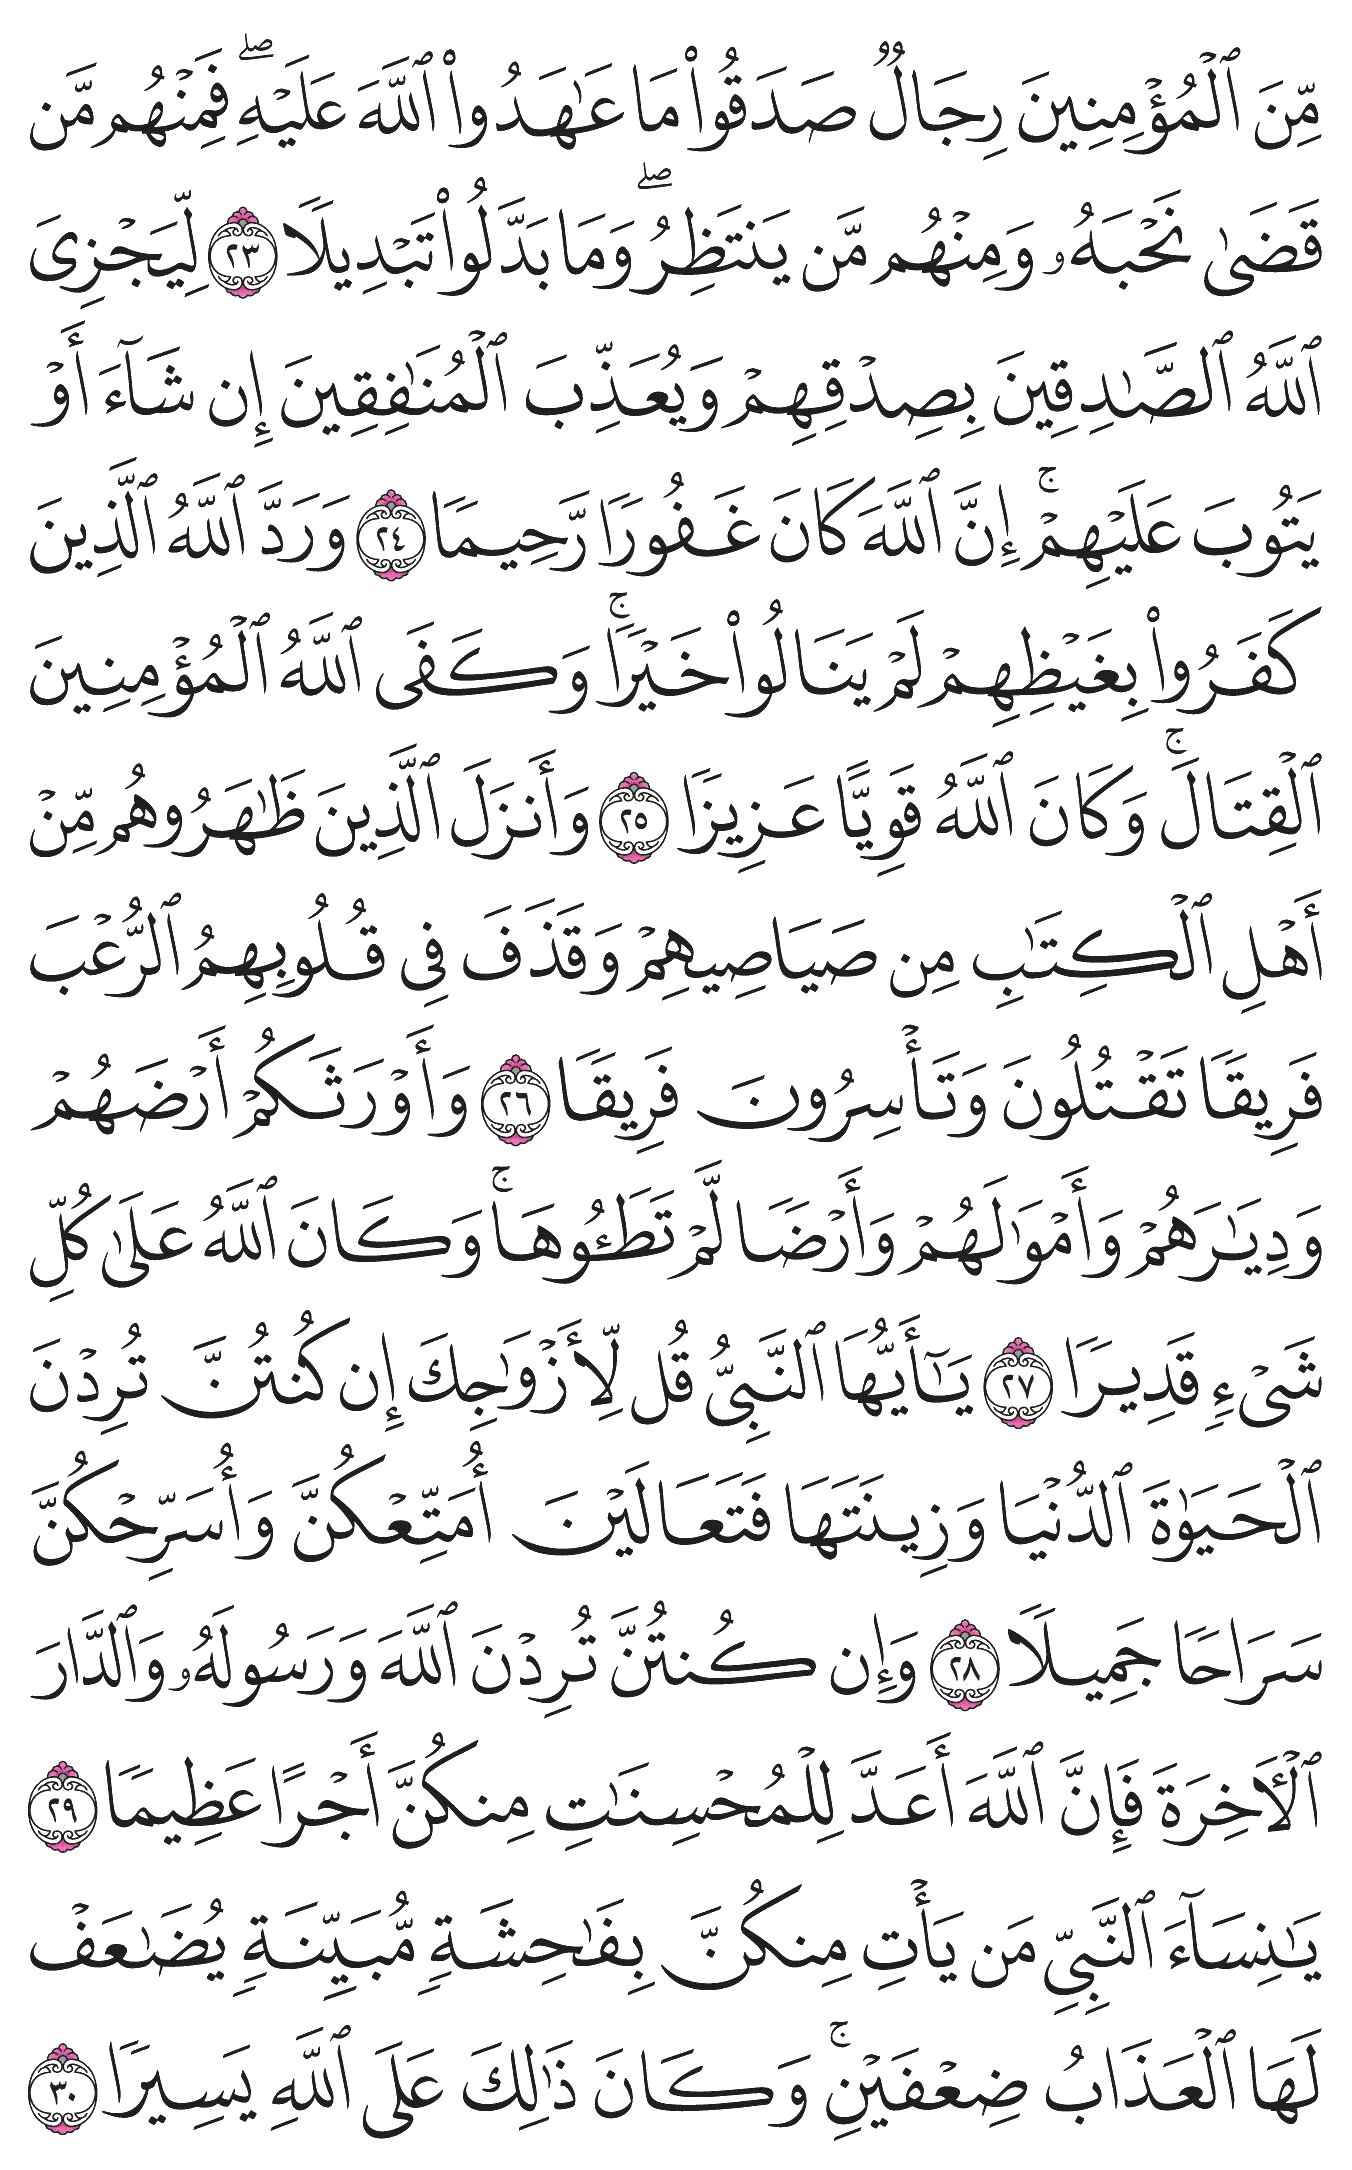 مِّنَ ٱلۡمُؤۡمِنِينَ رِجَالٞ صَدَقُواْ مَا عَٰهَدُواْ ٱللَّهَ عَلَيۡهِۖ فَمِنۡهُم مَّن
قَضَىٰ نَحۡبَهُۥ وَمِنۡهُم مَّن يَنتَظِرُۖ وَمَا بَدَّلُواْ تَبۡدِيلٗا ٢٣ لِّيَجۡزِيَ
ٱللَّهُ ٱلصَّٰدِقِينَ بِصِدۡقِهِمۡ وَيُعَذِّبَ ٱلۡمُنَٰفِقِينَ إِن شَآءَ أَوۡ
يَتُوبَ عَلَيۡهِمۡۚ إِنَّ ٱللَّهَ كَانَ غَفُورٗا رَّحِيمٗا ٢٤ وَرَدَّ ٱللَّهُ ٱلَّذِينَ
كَفَرُواْ بِغَيۡظِهِمۡ لَمۡ يَنَالُواْ خَيۡرٗاۚ وَكَفَى ٱللَّهُ ٱلۡمُؤۡمِنِينَ
ٱلۡقِتَالَۚ وَكَانَ ٱللَّهُ قَوِيًّا عَزِيزٗا ٢٥ وَأَنزَلَ ٱلَّذِينَ ظَٰهَرُوهُم مِّنۡ
أَهۡلِ ٱلۡكِتَٰبِ مِن صَيَاصِيهِمۡ وَقَذَفَ فِي قُلُوبِهِمُ ٱلرُّعۡبَ
فَرِيقٗا تَقۡتُلُونَ وَتَأۡسِرُونَ فَرِيقٗا ٢٦ وَأَوۡرَثَكُمۡ أَرۡضَهُمۡ
وَدِيَٰرَهُمۡ وَأَمۡوَٰلَهُمۡ وَأَرۡضٗا لَّمۡ تَطَـُٔوهَاۚ وَكَانَ ٱللَّهُ عَلَىٰ كُلِّ
شَيۡءٖ قَدِيرٗا ٢٧ يَٰٓأَيُّهَا ٱلنَّبِيُّ قُل لِّأَزۡوَٰجِكَ إِن كُنتُنَّ تُرِدۡنَ
ٱلۡحَيَوٰةَ ٱلدُّنۡيَا وَزِينَتَهَا فَتَعَالَيۡنَ أُمَتِّعۡكُنَّ وَأُسَرِّحۡكُنَّ
سَرَاحٗا جَمِيلٗا ٢٨ وَإِن كُنتُنَّ تُرِدۡنَ ٱللَّهَ وَرَسُولَهُۥ وَٱلدَّارَ
ٱلۡأٓخِرَةَ فَإِنَّ ٱللَّهَ أَعَدَّ لِلۡمُحۡسِنَٰتِ مِنكُنَّ أَجۡرًا عَظِيمٗا ٢٩
يَٰنِسَآءَ ٱلنَّبِيِّ مَن يَأۡتِ مِنكُنَّ بِفَٰحِشَةٖ مُّبَيِّنَةٖ يُضَٰعَفۡ
لَهَا ٱلۡعَذَابُ ضِعۡفَيۡنِۚ وَكَانَ ذَٰلِكَ عَلَى ٱللَّهِ يَسِيرٗا ٣٠